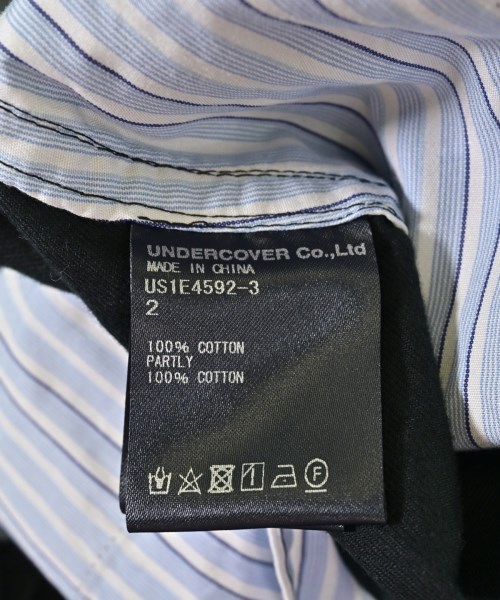 UNDERCOVER Co.,Ltd
MADE IN CHINA
US1E4592-3
2
100% COTTON
PARTLY
100% COTTON
F